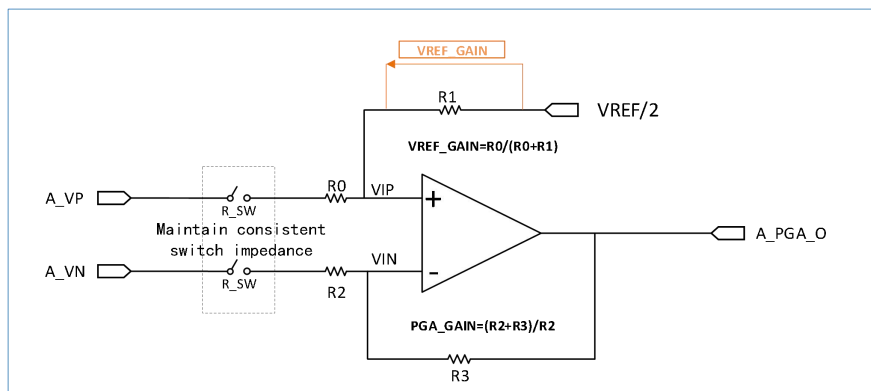 VREF_GAIN
R1
VREF/2
VREF_GAIN=R0/(R0+R1)
A_VP
R_SW
R0
VIP
+
Maintain consistent
switch impedance
A_PGA_O
A_VN
R_SW
R2
VIN
-
PGA_GAIN=(R2+R3)/R2
R3